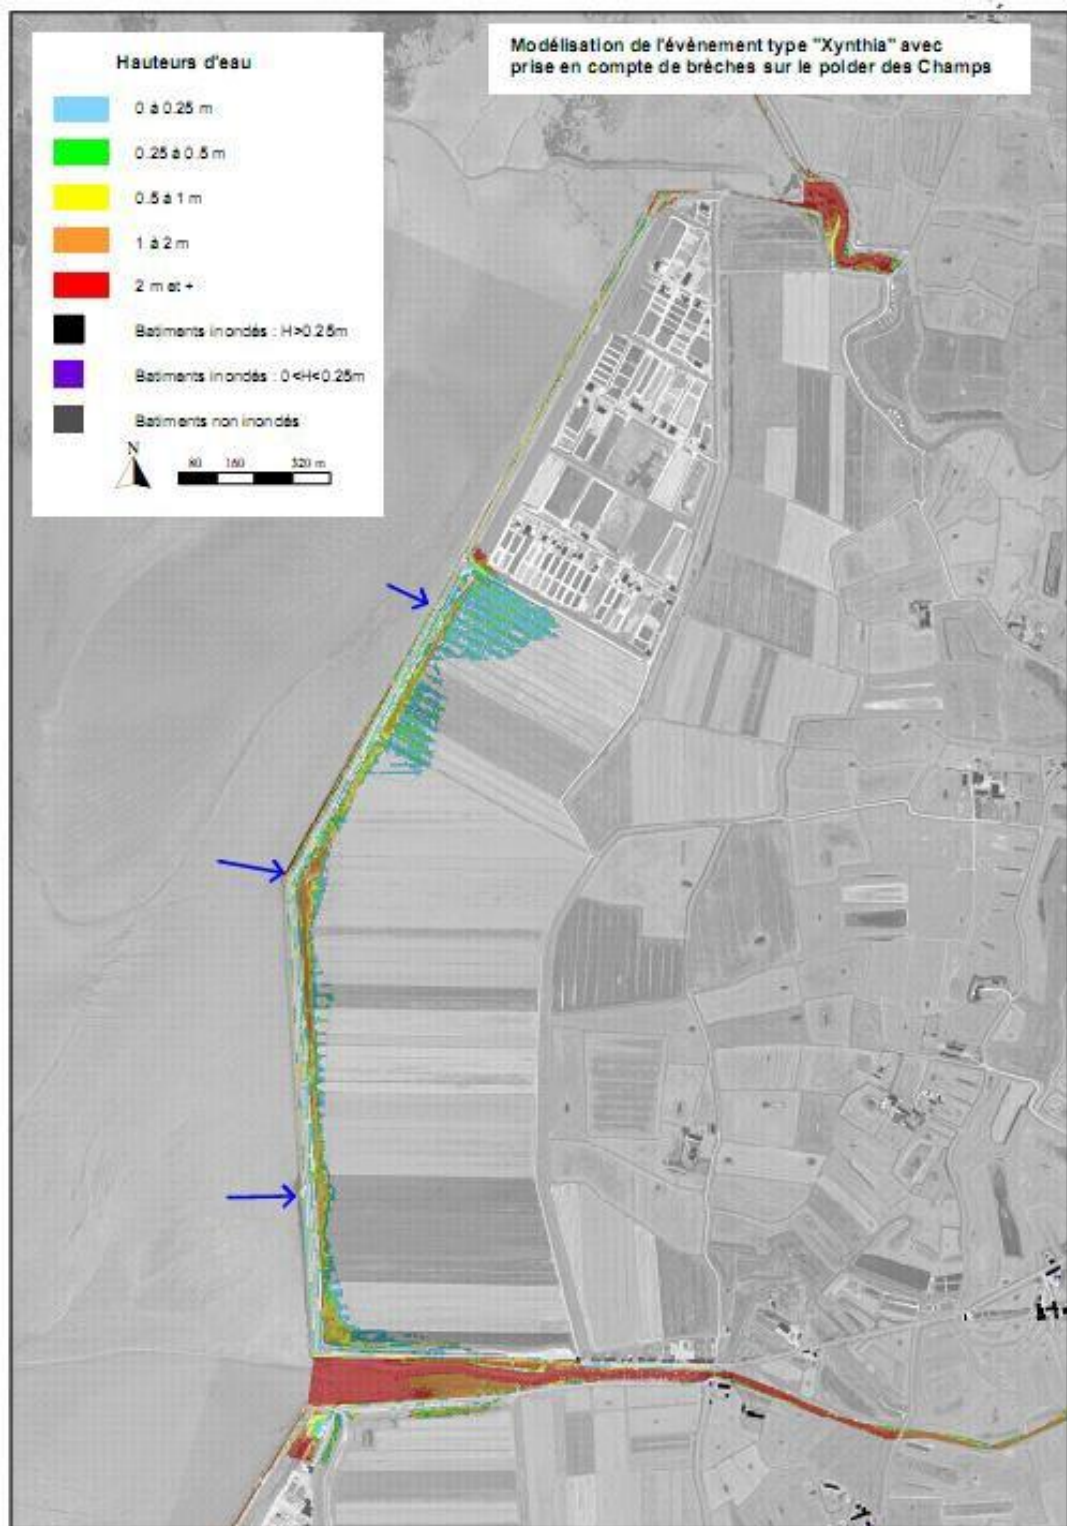 Modélisation de l'évènement type "Xynthia" avec
prise en compte de brèches sur le polder des Champs
Hauteurs d'eau
0 à 0.25 m
0.25 à 0.5 m
0.5 à 1 m
1 à 2 m
2 m et +
Batiments inondés : H>0.25m
Batiments inondés : 0<H<0.25m
Batiments non inondés
N
80 160 320 m